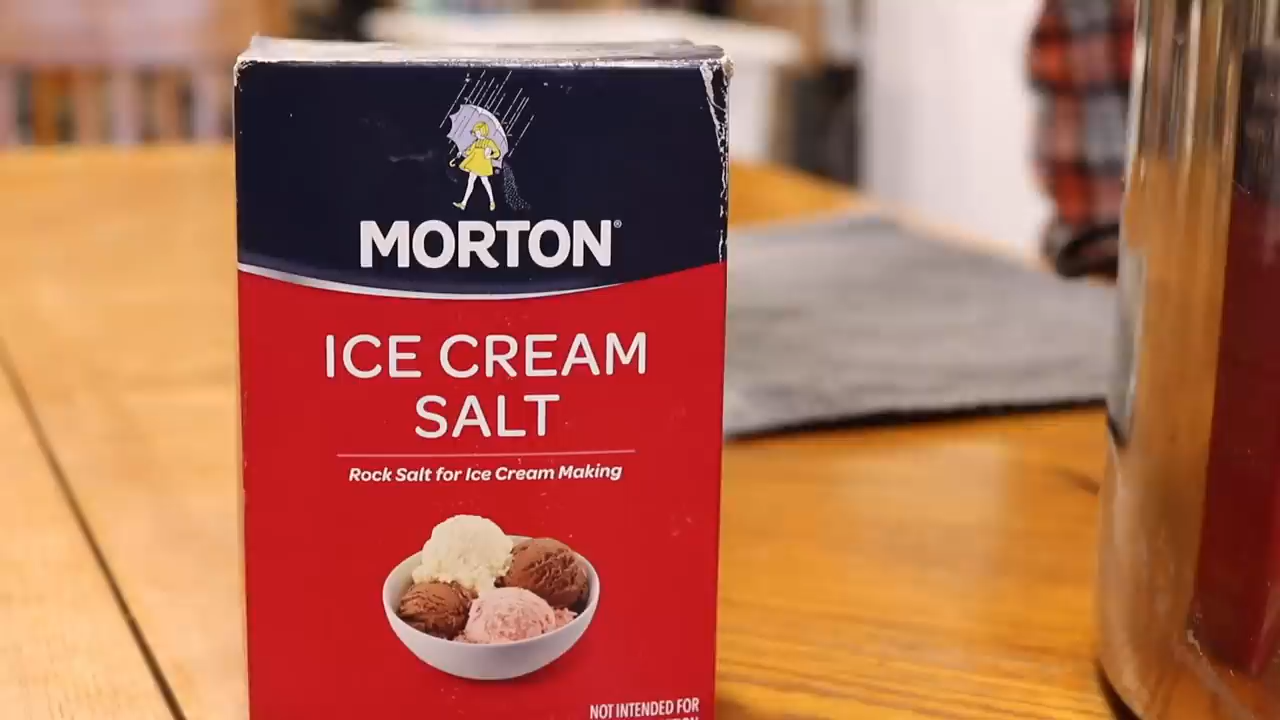 MORTON®
ICE CREAM
SALT
Rock Salt for Ice Cream Making
NOT INTENDED FOR